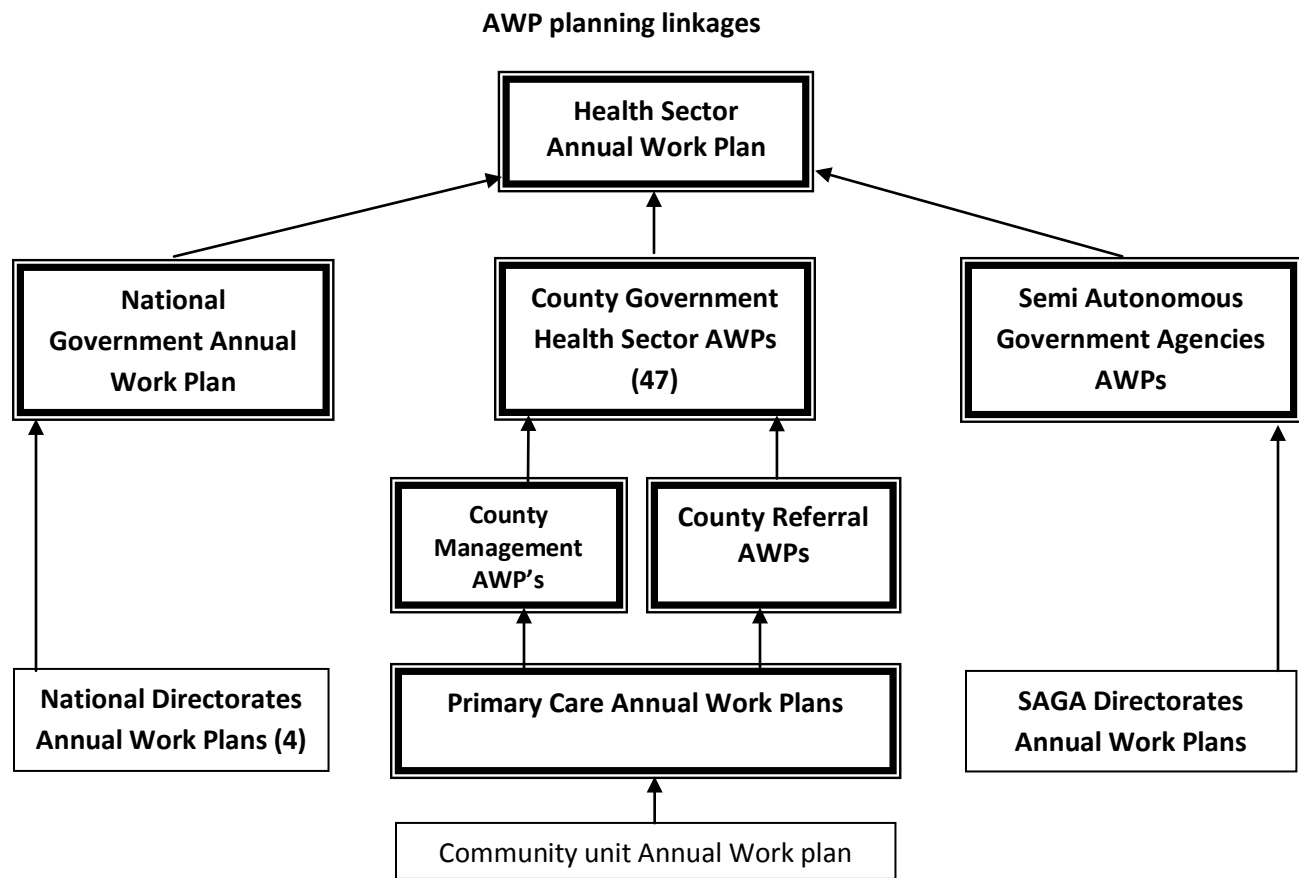 AWP planning linkages
Health Sector
Annual Work Plan
National
Government Annual
Work Plan
County Government
Health Sector AWPs
(47)
Semi Autonomous
Government Agencies
AWPs
County
Management
AWP’s
County Referral
AWPs
National Directorates
Annual Work Plans (4)
Primary Care Annual Work Plans
SAGA Directorates
Annual Work Plans
Community unit Annual Work plan